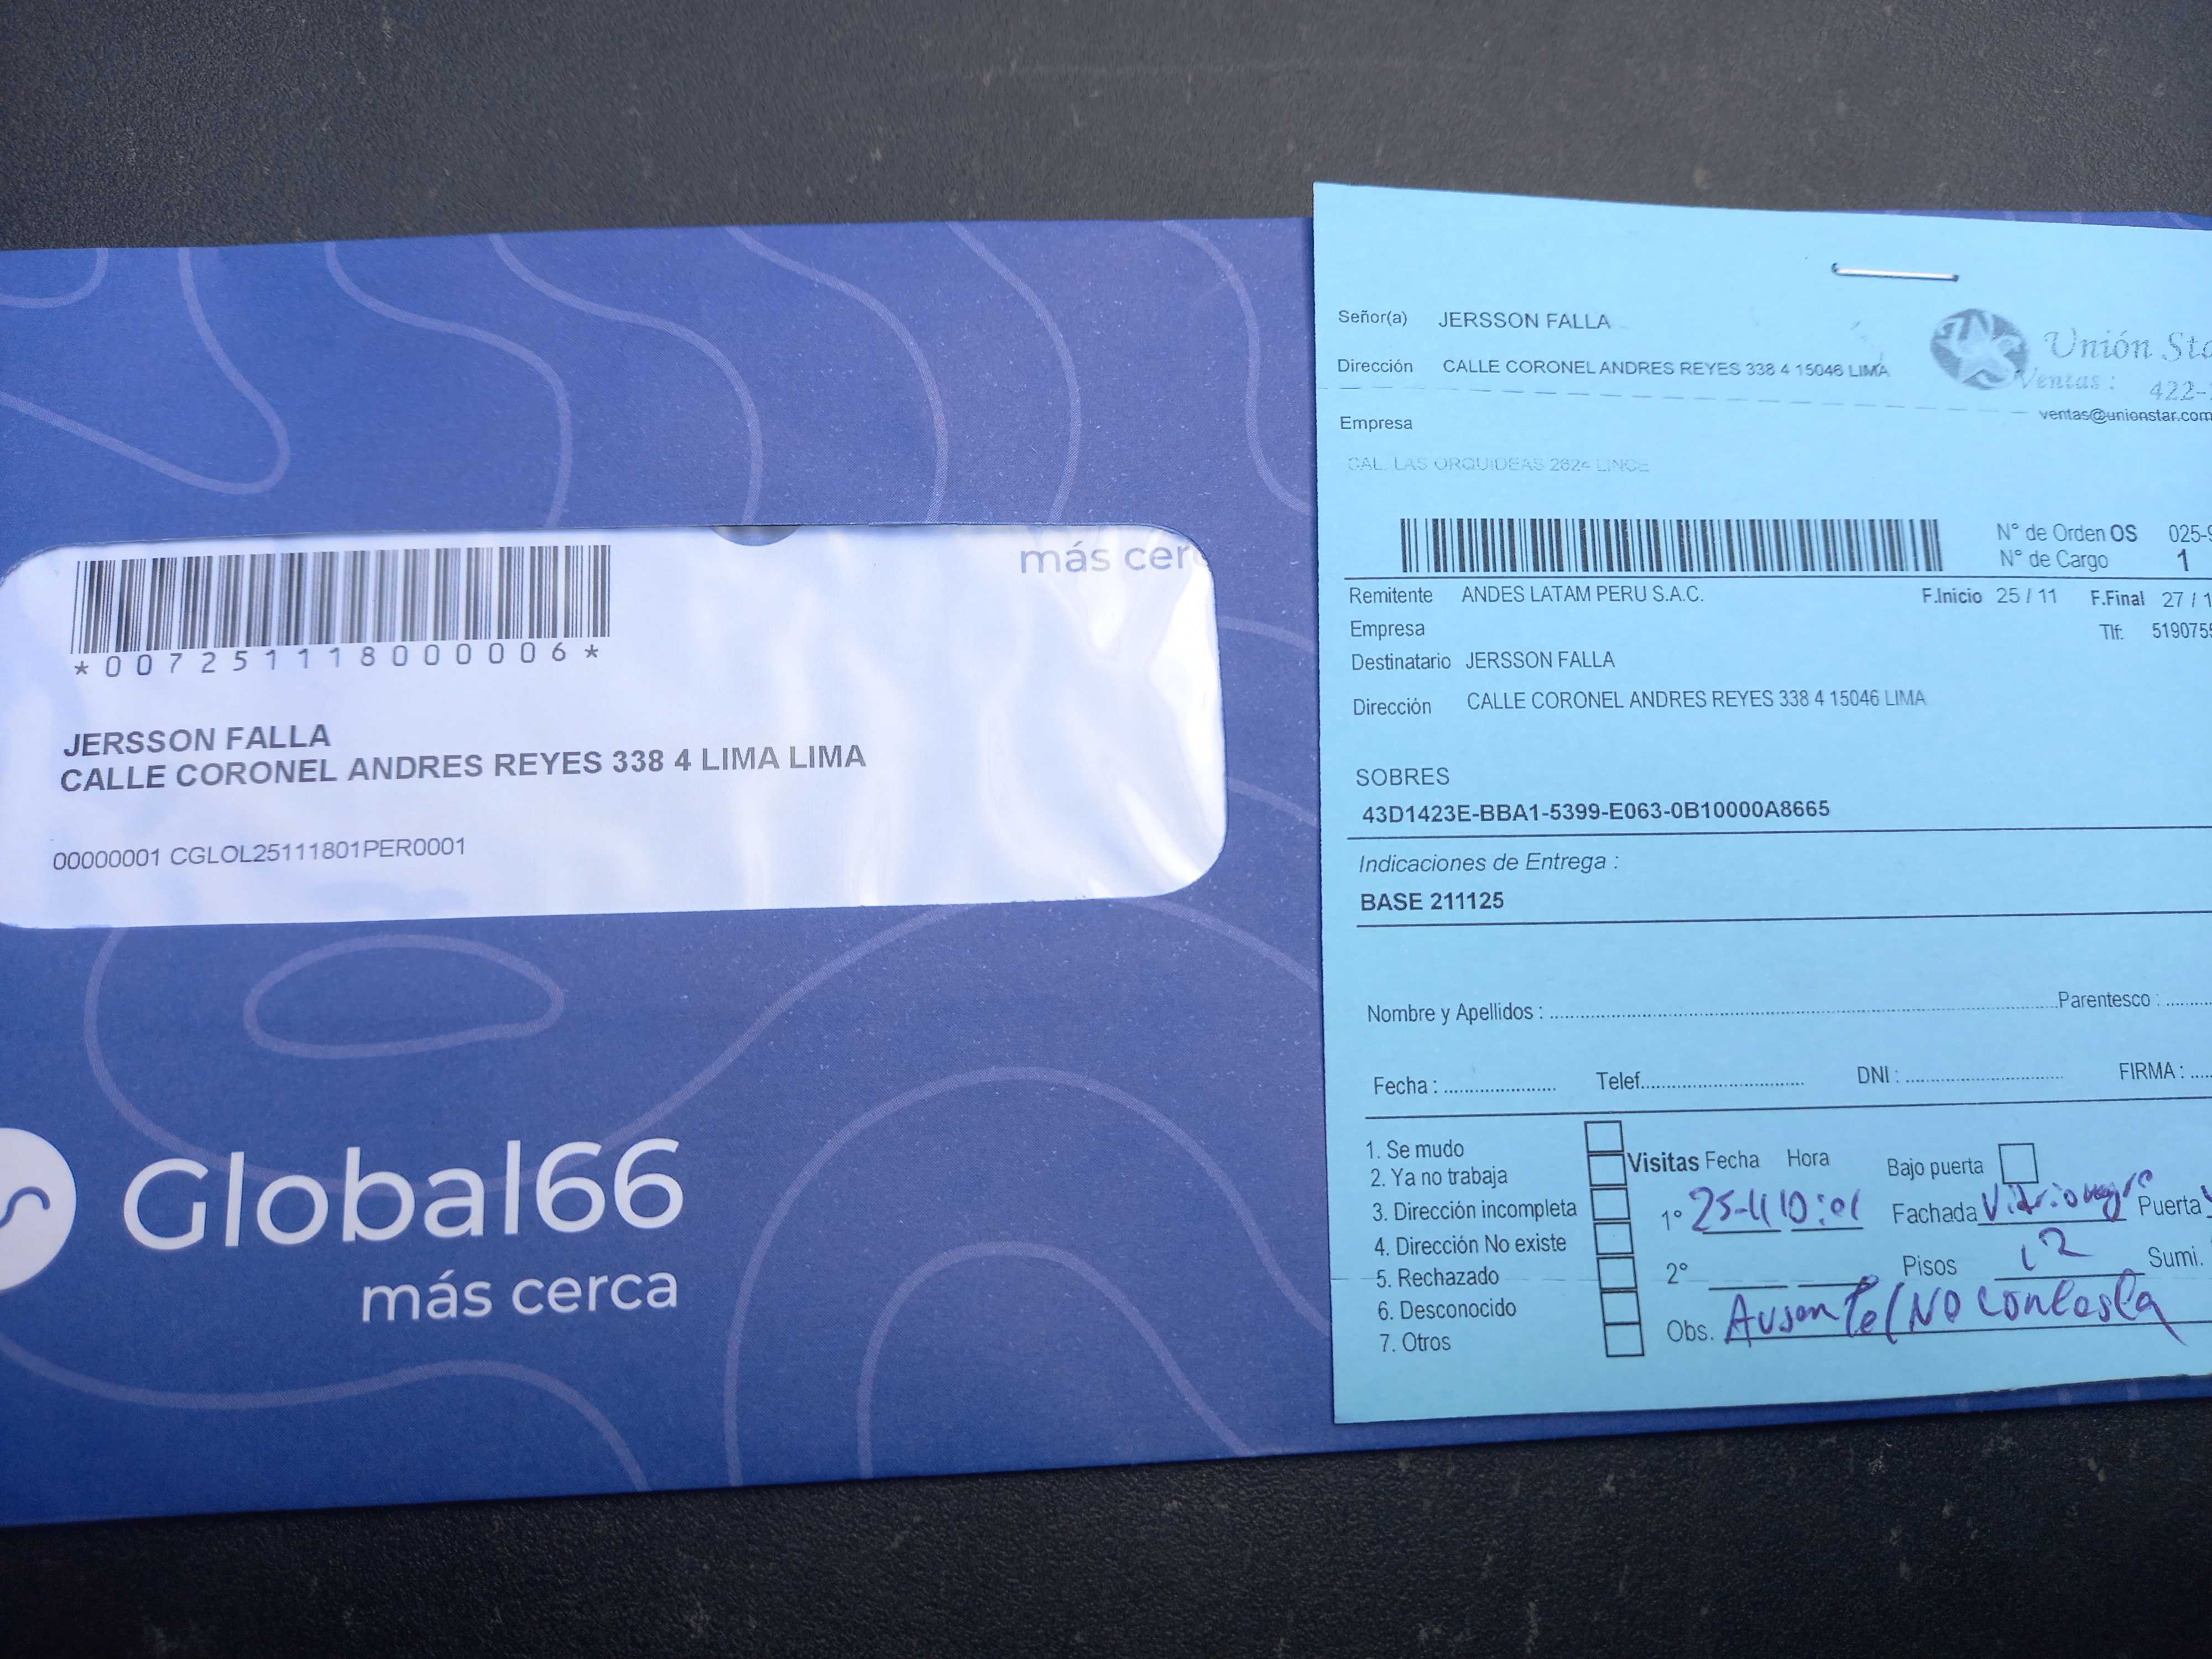 más cer
*007251118000006*
JERSSON FALLA
CALLE CORONEL ANDRES REYES 338 4 LIMA LIMA
00000001 CGLOL25111801PER0001
Global66
más cerca
Señor(a) JERSSON FALLA
Dirección CALLE CORONEL ANDRES REYES 338 4 15046 LIMA
Unión Sta
Ventas : 422-
ventas@unionstar.com
Empresa
CAL. LAS ORQUIDEAS 2624 LINCE
N° de Orden OS 025-9
N° de Cargo 1
Remitente ANDES LATAM PERU S.A.C. F.Inicio 25 / 11 F.Final 27 / 1
Empresa Tlf: 5190755
Destinatario JERSSON FALLA
Dirección CALLE CORONEL ANDRES REYES 338 4 15046 LIMA
SOBRES
43D1423E-BBA1-5399-E063-0B10000A8665
Indicaciones de Entrega :
BASE 211125
Nombre y Apellidos : Parentesco :
Fecha : Telef. DNI : FIRMA :
1. Se mudo
2. Ya no trabaja
3. Dirección incompleta
4. Dirección No existe
5. Rechazado
6. Desconocido
7. Otros
Visitas Fecha Hora Bajo puerta
1° 25-11 10:01 Fachada Vidrio negro Puerta
2° Pisos 12 Sumi.
Obs. Ausente/No contesta